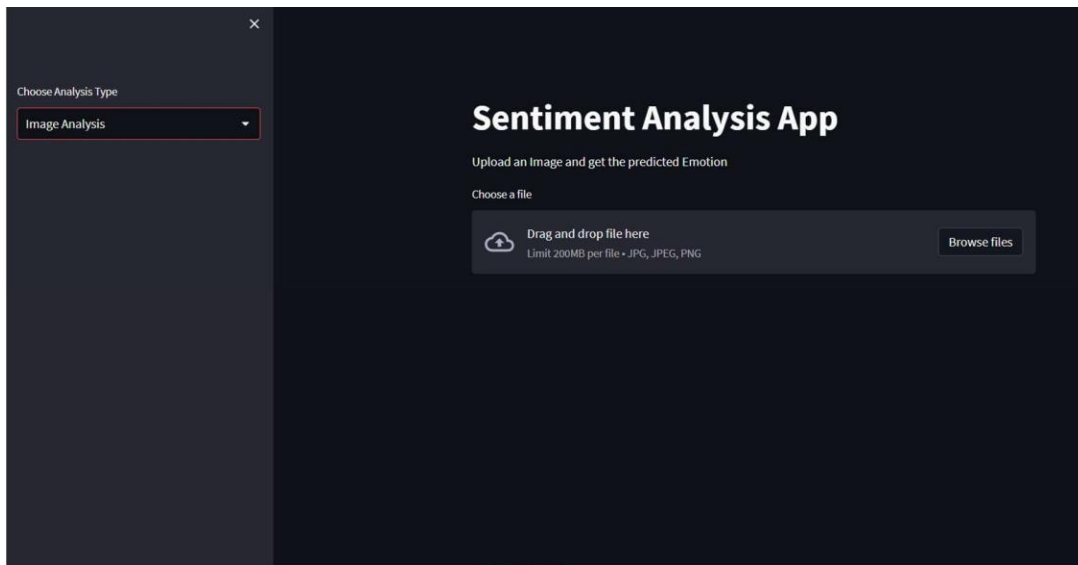 Choose Analysis Type
Image Analysis
Sentiment Analysis App
Upload an Image and get the predicted Emotion
Choose a file
Drag and drop file here
Limit 200MB per file • JPG, JPEG, PNG
Browse files